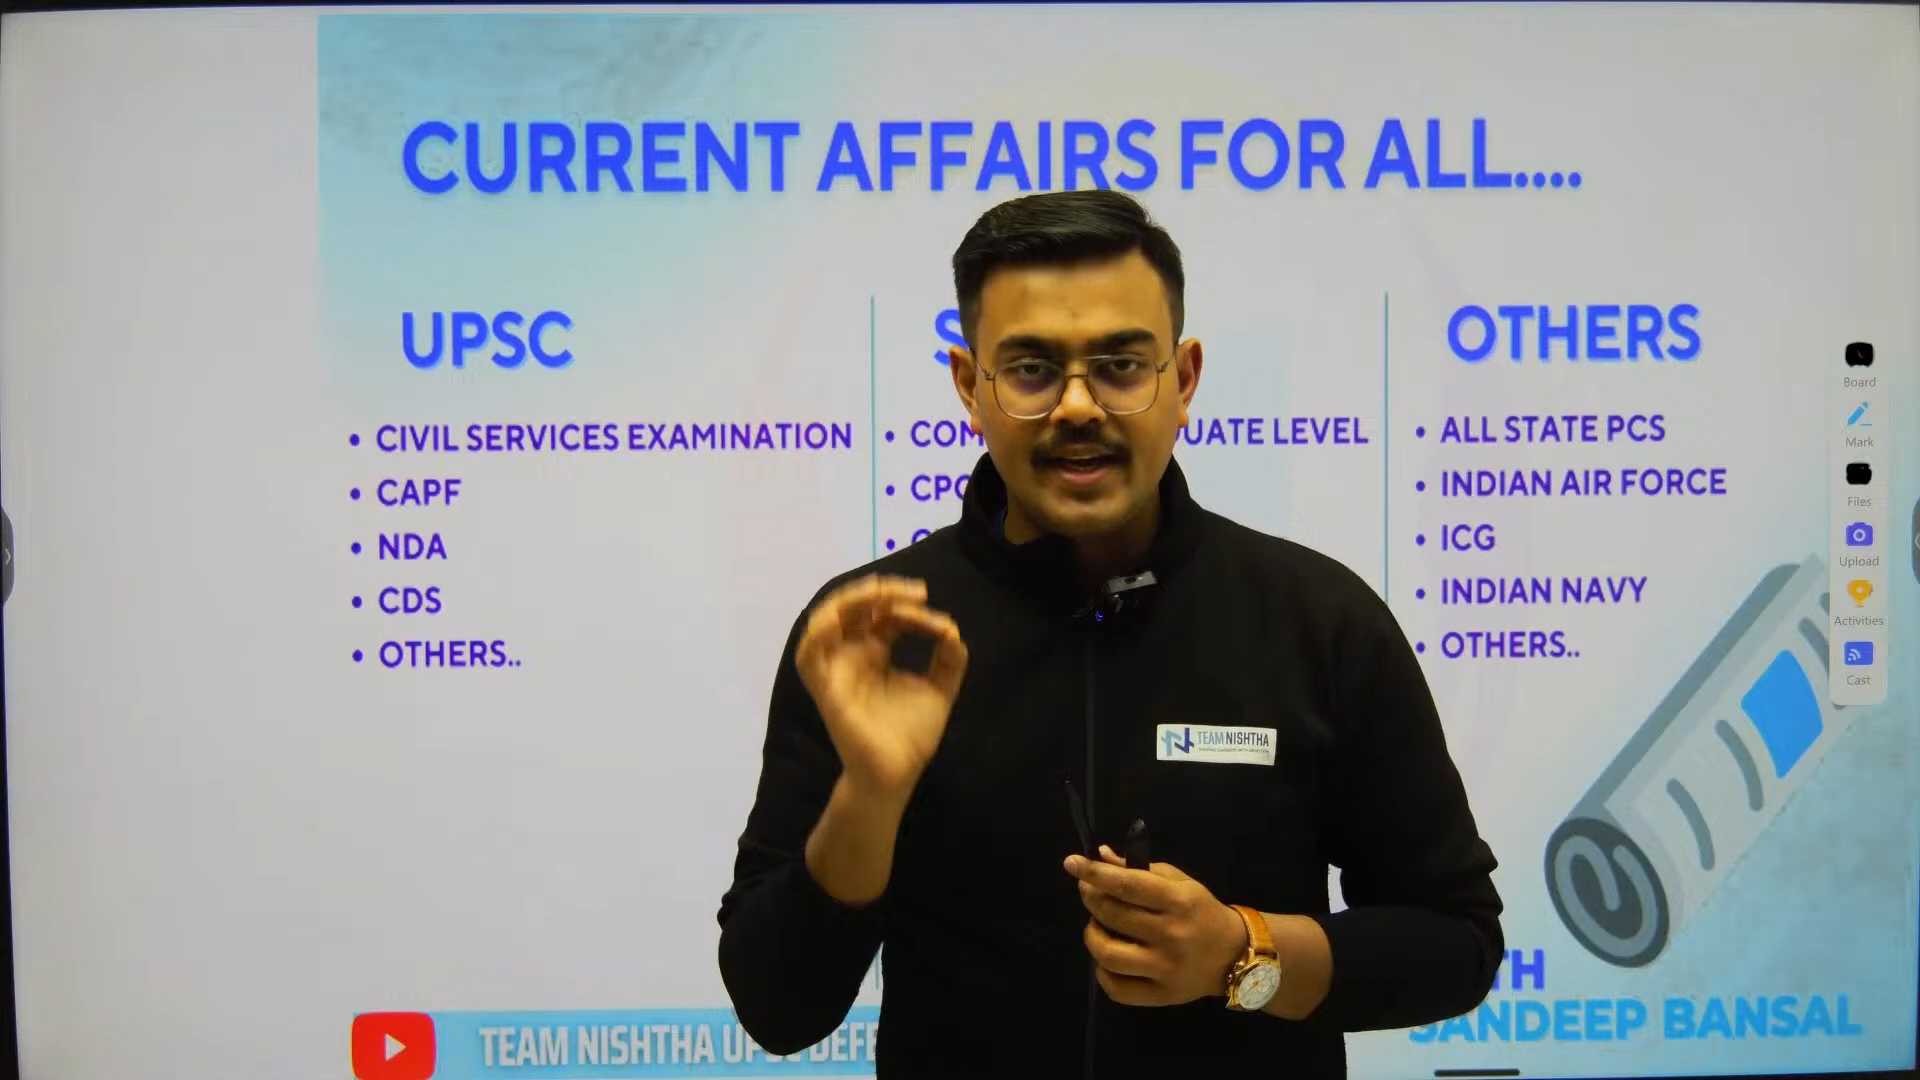 CURRENT AFFAIRS FOR ALL....
UPSC
• CIVIL SERVICES EXAMINATION
• CAPF
• NDA
• CDS
• OTHERS..
LEVEL
OTHERS
• ALL STATE PCS
• INDIAN AIR FORCE
• ICG
• INDIAN NAVY
• OTHERS..
Board
Mark
Files
Upload
Activities
Cast
TEAM NISHTHA
SANDEEP BANSAL
TEAM NISHTHA